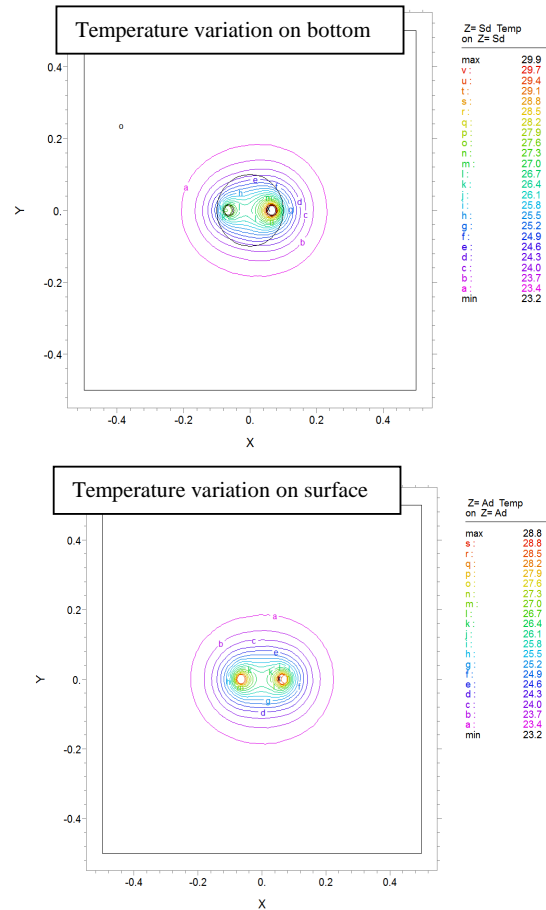 Temperature variation on bottom
Z= Sd Temp
on Z= Sd
max 29.9
v : 29.7
u : 29.4
t : 29.1
s : 28.8
r : 28.5
q : 28.2
p : 27.9
o : 27.6
n : 27.3
m : 27.0
l : 26.7
k : 26.4
j : 26.1
i : 25.8
h : 25.5
g : 25.2
f : 24.9
e : 24.6
d : 24.3
c : 24.0
b : 23.7
a : 23.4
min 23.2
0.4
0.2
0.
-0.2
-0.4
Y
o
a
e
f
h
d
g
c
b
-0.4 -0.2 0. 0.2 0.4
X
Temperature variation on surface
Z= Ad Temp
on Z= Ad
max 28.8
s : 28.8
r : 28.5
q : 28.2
p : 27.9
o : 27.6
n : 27.3
m : 27.0
l : 26.7
k : 26.4
j : 26.1
i : 25.8
h : 25.5
g : 25.2
f : 24.9
e : 24.6
d : 24.3
c : 24.0
b : 23.7
a : 23.4
min 23.2
0.4
0.2
0.
-0.2
-0.4
Y
a
b
c
e
k
k
h
f
g
d
-0.4 -0.2 0. 0.2 0.4
X